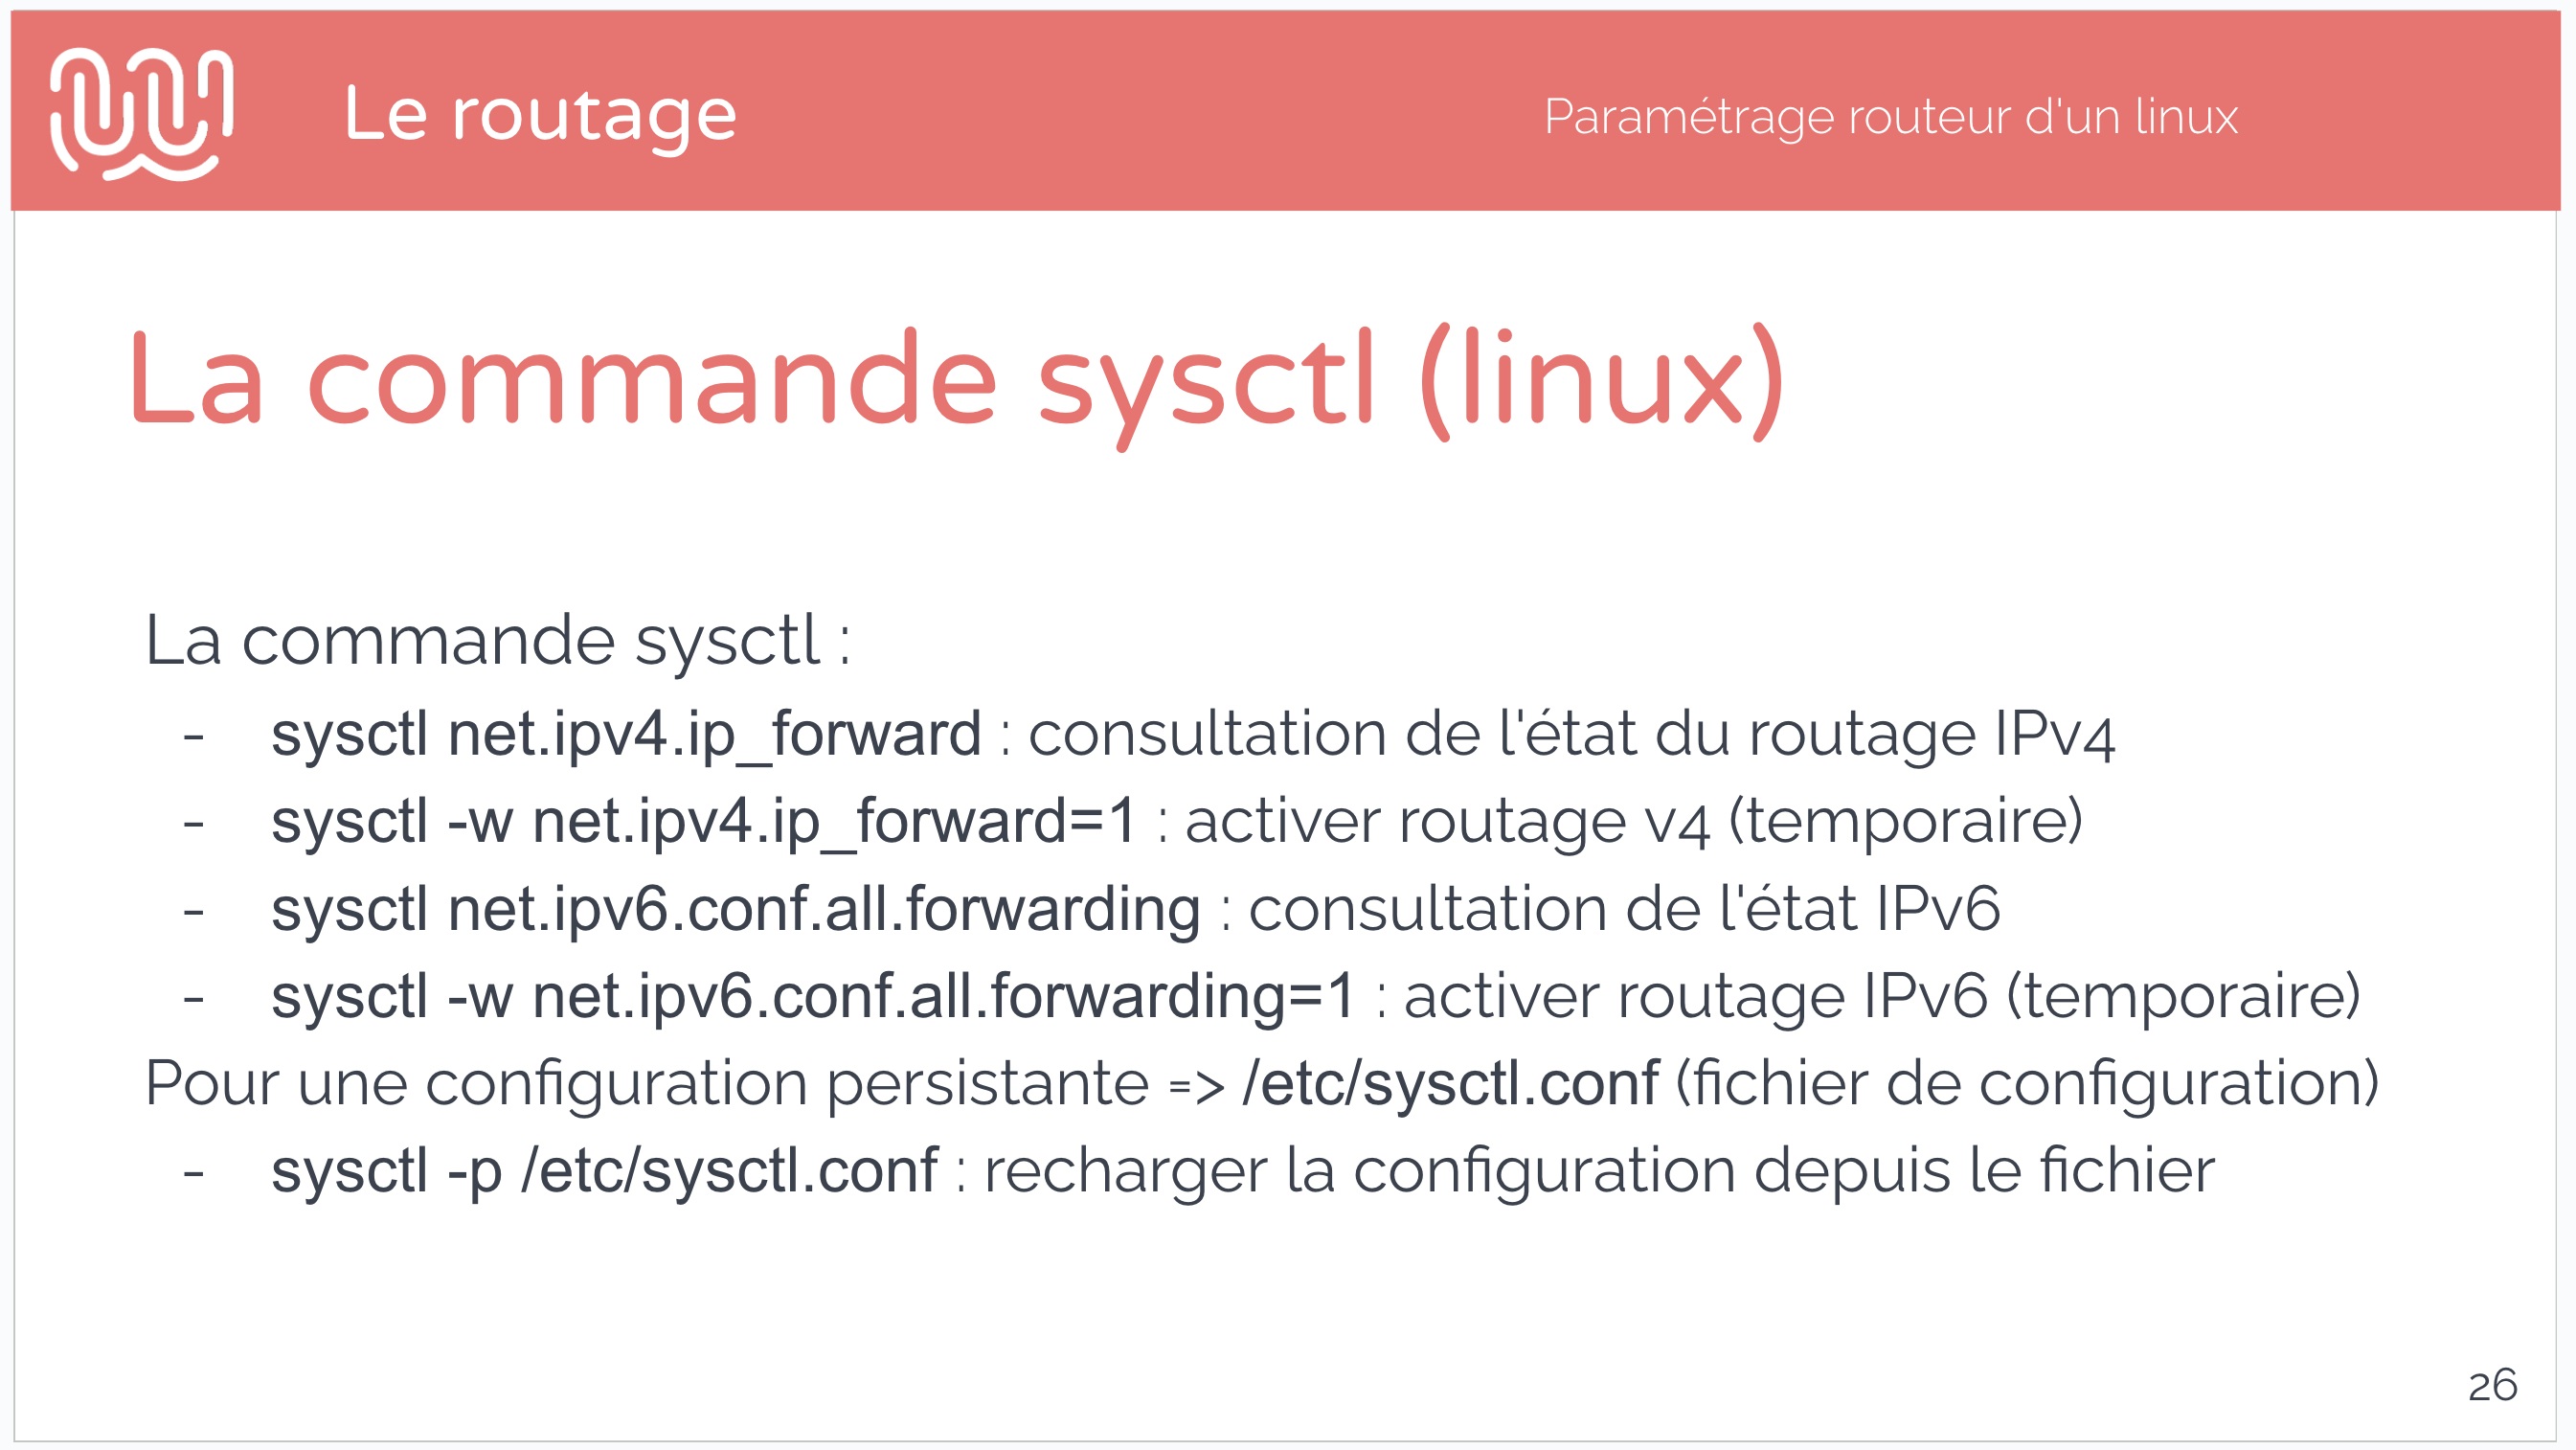 Le routage
Paramétrage routeur d'un linux
La commande sysctl (linux)
La commande sysctl :
- sysctl net.ipv4.ip_forward : consultation de l'état du routage IPv4
- sysctl -w net.ipv4.ip_forward=1 : activer routage v4 (temporaire)
- sysctl net.ipv6.conf.all.forwarding : consultation de l'état IPv6
- sysctl -w net.ipv6.conf.all.forwarding=1 : activer routage IPv6 (temporaire)
Pour une configuration persistante => /etc/sysctl.conf (fichier de configuration)
- sysctl -p /etc/sysctl.conf : recharger la configuration depuis le fichier
26